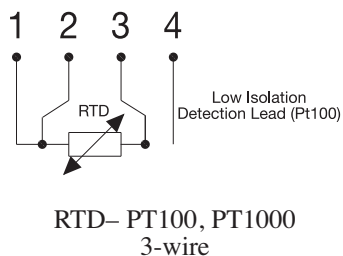 1 2 3 4
RTD
Low Isolation
Detection Lead (Pt100)
RTD– PT100, PT1000
3-wire